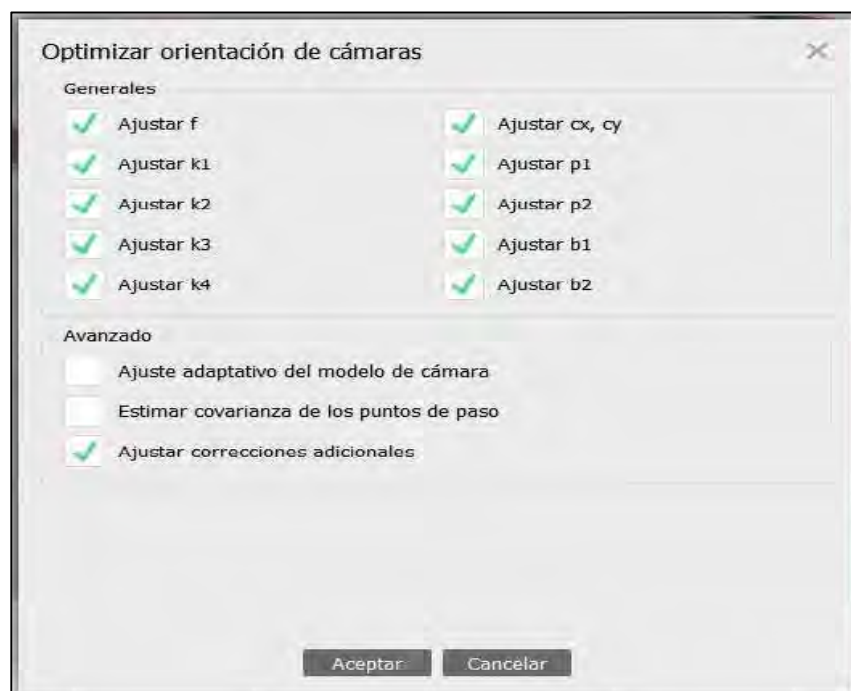 Optimizar orientación de cámaras
Generales
Ajustar f
Ajustar cx, cy
Ajustar k1
Ajustar p1
Ajustar k2
Ajustar p2
Ajustar k3
Ajustar b1
Ajustar k4
Ajustar b2
Avanzado
Ajuste adaptativo del modelo de cámara
Estimar covarianza de los puntos de paso
Ajustar correcciones adicionales
Aceptar
Cancelar